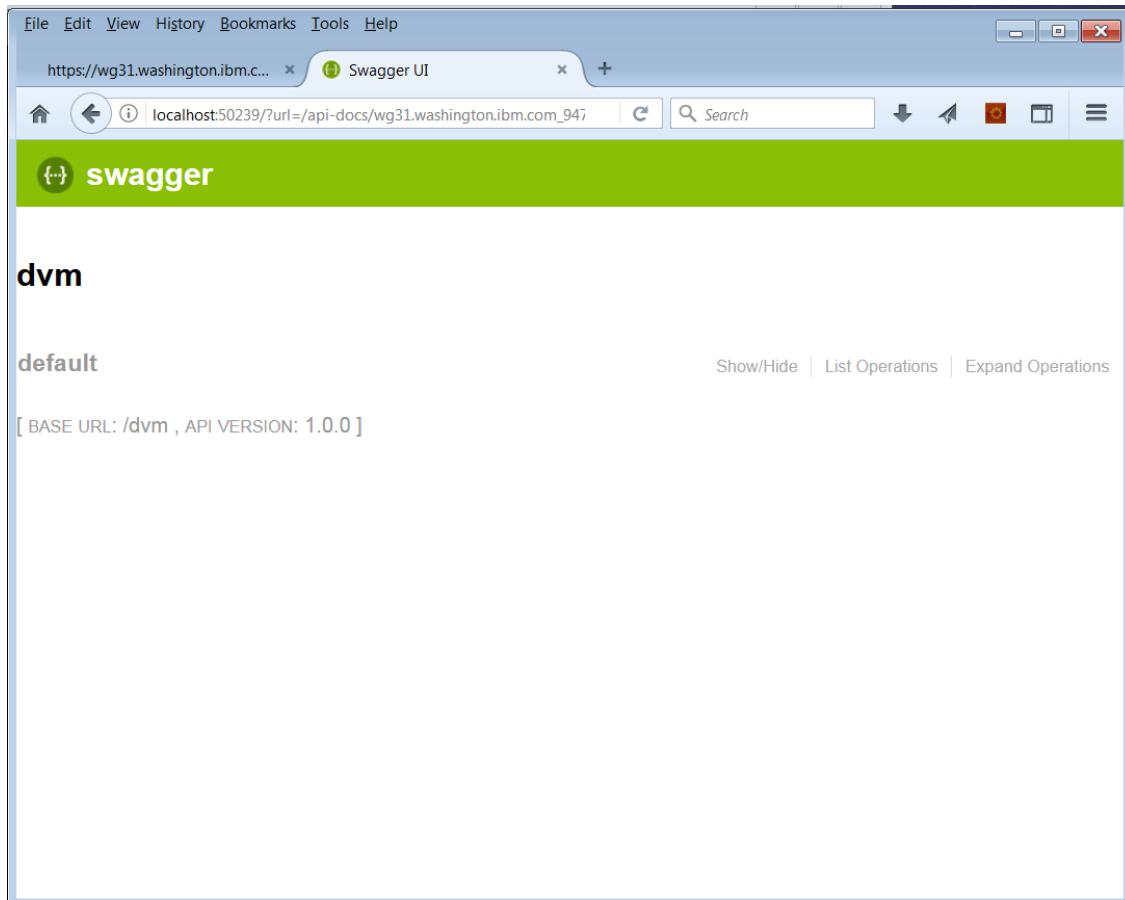 File Edit View History Bookmarks Tools Help
https://wg31.washington.ibm.c... × Swagger UI × +
localhost:50239/?url=/api-docs/wg31.washington.ibm.com_947 Search
{···} swagger
dvm
default Show/Hide List Operations Expand Operations
[ BASE URL: /dvm , API VERSION: 1.0.0 ]